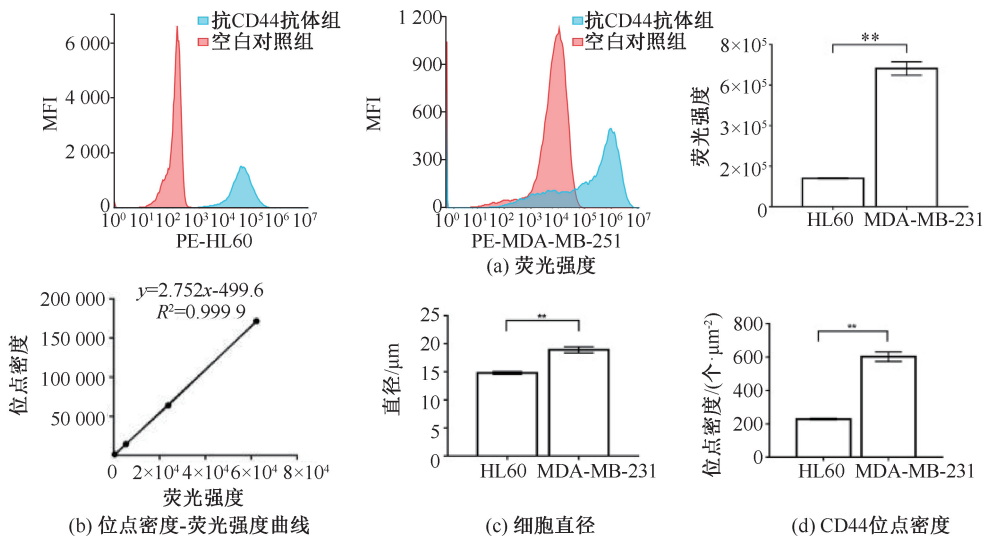 抗CD44抗体组
空白对照组
MFI
6 000
4 000
2 000
0
10⁰ 10¹ 10² 10³ 10⁴ 10⁵ 10⁶ 10⁷
PE-HL60
抗CD44抗体组
空白对照组
MFI
1 200
900
600
300
0
10⁰ 10¹ 10² 10³ 10⁴ 10⁵ 10⁶ 10⁷
PE-MDA-MB-251
荧光强度
8×10⁵
6×10⁵
3×10⁵
2×10⁵
0
**
HL60 MDA-MB-231
(a) 荧光强度
位点密度
200 000
150 000
100 000
50 000
y=2.752x-499.6
R²=0.999 9
0 2×10⁴ 4×10⁴ 6×10⁴ 8×10⁴
荧光强度
(b) 位点密度-荧光强度曲线
直径/μm
25
20
15
10
5
0
**
HL60 MDA-MB-231
(c) 细胞直径
位点密度/(个·μm⁻²)
800
600
400
200
0
**
HL60 MDA-MB-231
(d) CD44位点密度